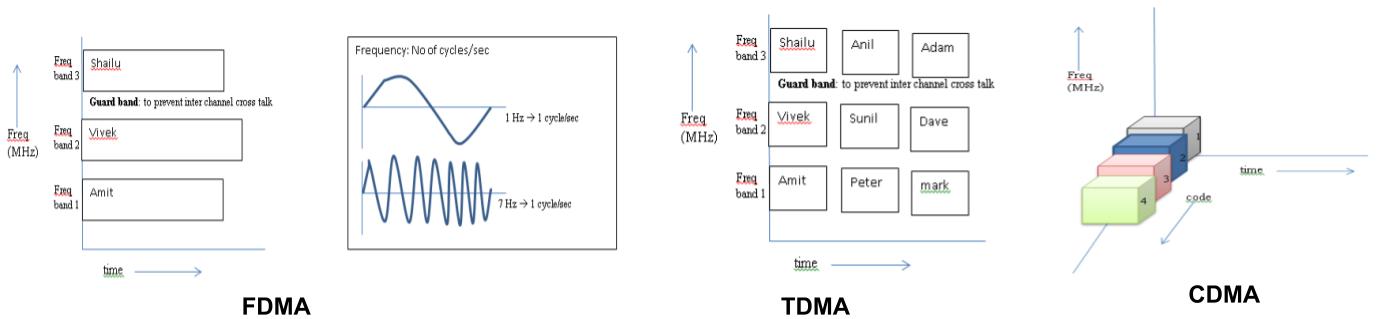 Freq
(MHz)
Freq
band 3
Shailu
Guard band: to prevent inter channel cross talk
Freq
band 2
Vivek
Freq
band 1
Amit
time
FDMA
Frequency: No of cycles/sec
1 Hz → 1 cycle/sec
7 Hz → 1 cycle/sec
Freq
(MHz)
Freq
band 3
Shailu
Anil
Adam
Guard band: to prevent inter channel cross talk
Freq
band 2
Vivek
Sunil
Dave
Freq
band 1
Amit
Peter
mark
time
TDMA
Freq
(MHz)
1
2
3
4
time
code
CDMA